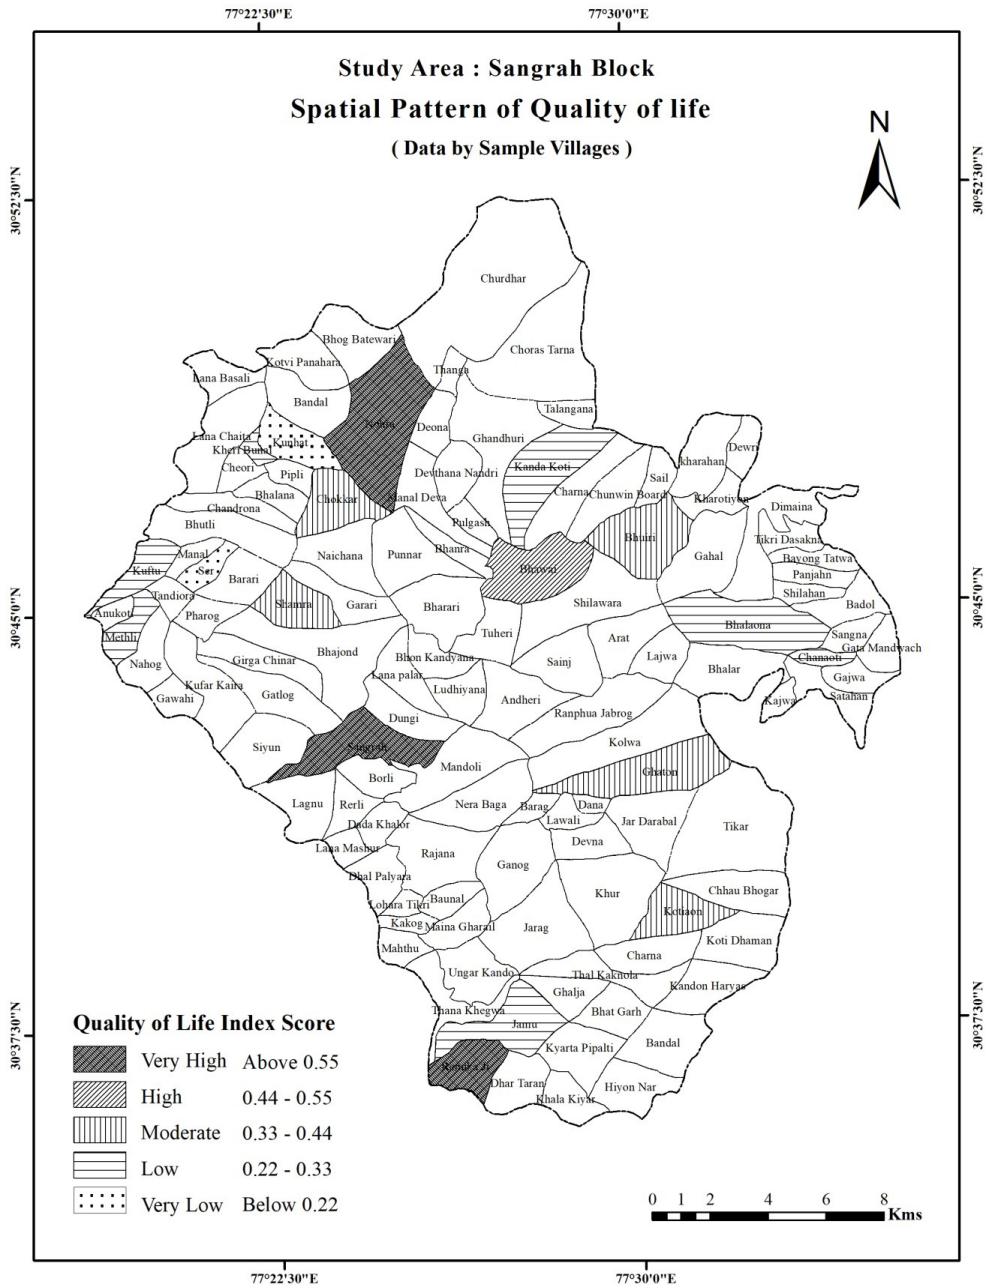 77°22'30"E
77°30'0"E
Study Area : Sangrah Block
Spatial Pattern of Quality of life
( Data by Sample Villages )
N
30°52'30"N
30°52'30"N
Churdhar
Bhog Batewari
Choras Tarna
Kotvi Panahara
Thanga
Lana Basali
Bandal
Talangana
Nohra
Deona
Lana Chaita
Kunhat
Ghandhuri
Dewri
Kheri Bunal
kharahan
Cheori
Pipli
Devthana Nandri
Kanda Koti
Sail
Bhalana
Chokkar
Manal Deva
Charna
Chunwin Board
Kharotiyon
Chandrona
Dimaina
Bhutli
Pulgash
Bhuiri
Tikri Dasakna
Manal
Naichana
Punnar
Bhanra
Gahal
Bayong Tatwa
Kuftu
Ser
Barari
Bhawai
Panjahn
Tandiora
Shilahan
30°45'0"N
Anukoti
Pharog
Shamra
Garari
Bharari
Shilawara
Badol
30°45'0"N
Methli
Tuheri
Arat
Bhalaona
Sangna
Nahog
Girga Chinar
Bhajond
Bhon Kandyana
Sainj
Lajwa
Chanaoti
Gata Mandwach
Lana palar
Bhalar
Gajwa
Gawahi
Kufar Kaira
Gatlog
Ludhiyana
Andheri
Kajwa
Satahan
Dungi
Ranphua Jabrog
Siyun
Sangrah
Kolwa
Borli
Mandoli
Ghaton
Lagnu
Rerli
Nera Baga
Barag
Dana
Dada Khalor
Lawali
Jar Darabal
Tikar
Lana Mashur
Rajana
Devna
Dhal Palyara
Ganog
Khur
Chhau Bhogar
Lohara Tikri
Baunal
Kotiaon
Kakog
Maina Gharail
Jarag
Koti Dhaman
Mahthu
Charna
Ungar Kando
Thal Kaknola
Kandon Haryas
Ghalja
Thana Khegwa
Bhat Garh
Jamu
30°37'30"N
30°37'30"N
Kyarta Pipalti
Bandal
Renuka Ji
Dhar Taran
Hiyon Nar
Khala Kiyar
Quality of Life Index Score
Very High Above 0.55
High 0.44 - 0.55
Moderate 0.33 - 0.44
Low 0.22 - 0.33
Very Low Below 0.22
0 1 2 4 6 8
Kms
77°22'30"E
77°30'0"E